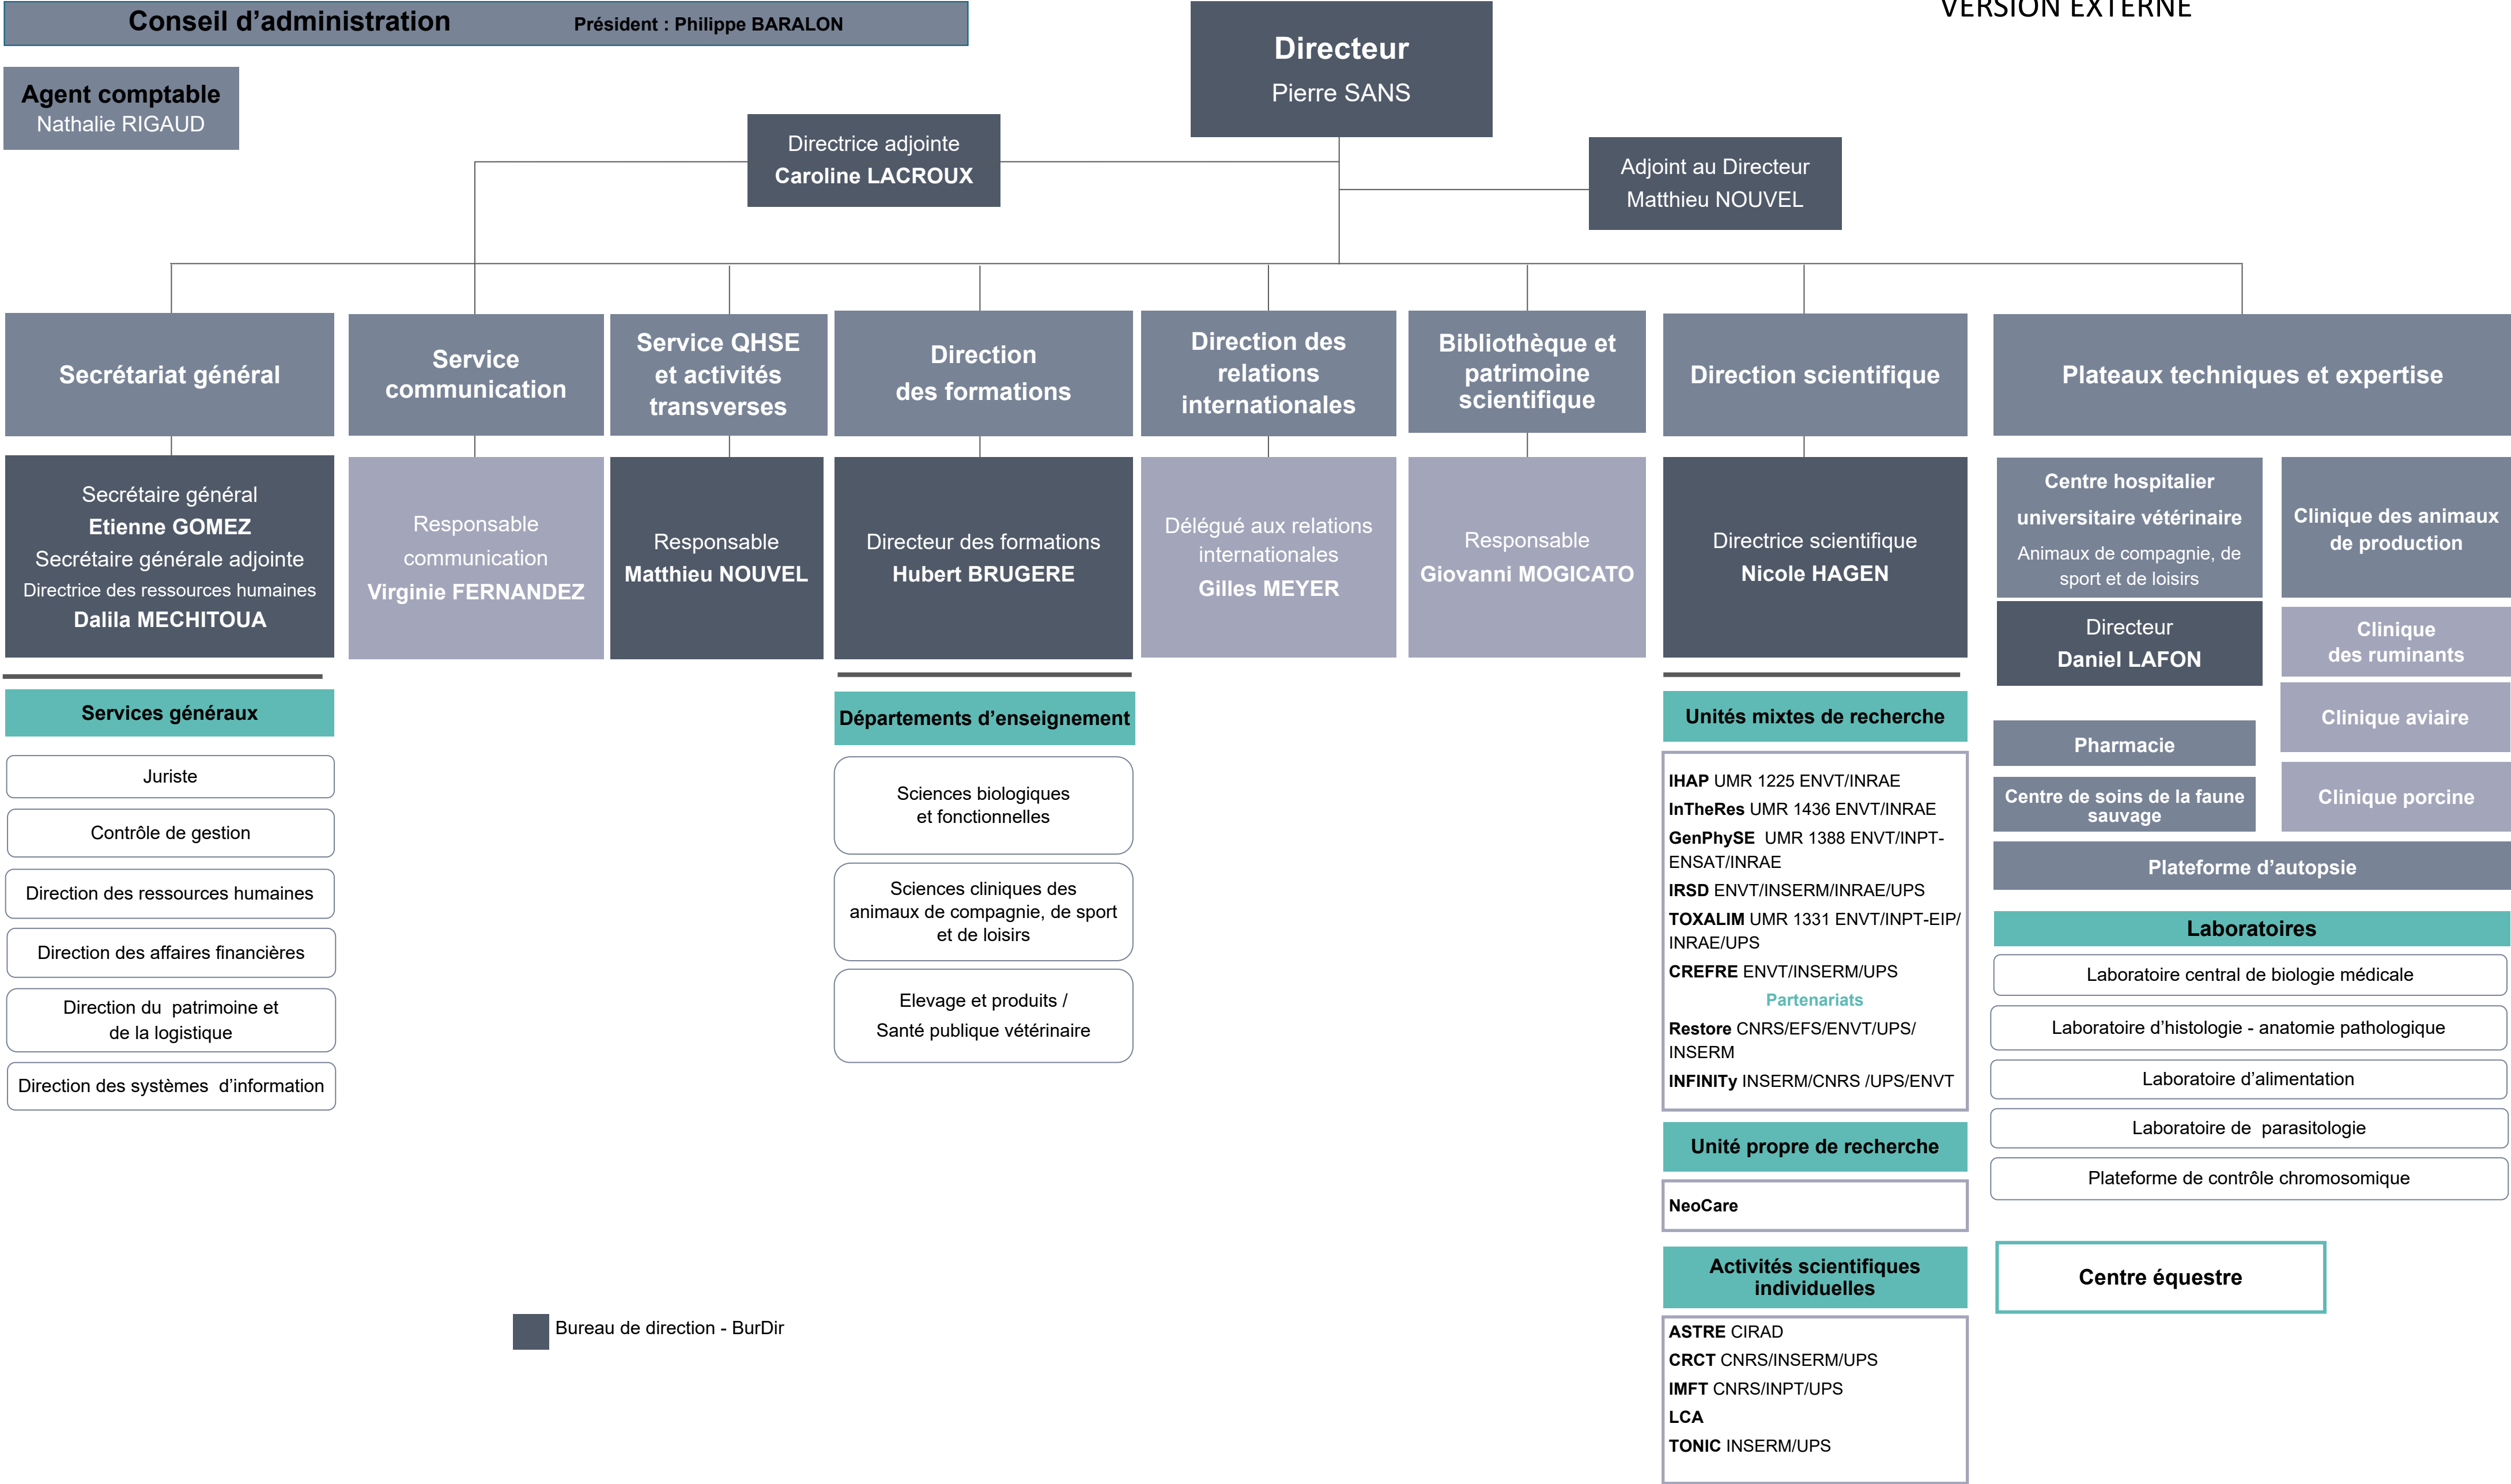 Conseil d’administration Président : Philippe BARALON
VERSION EXTERNE
Agent comptable
Nathalie RIGAUD
Directeur
Pierre SANS
Directrice adjointe
Caroline LACROUX
Adjoint au Directeur
Matthieu NOUVEL
Secrétariat général
Secrétaire général
Etienne GOMEZ
Secrétaire générale adjointe
Directrice des ressources humaines
Dalila MECHITOUA
Services généraux
Juriste
Contrôle de gestion
Direction des ressources humaines
Direction des affaires financières
Direction du patrimoine et
de la logistique
Direction des systèmes d’information
Service
communication
Responsable
communication
Virginie FERNANDEZ
Service QHSE
et activités
transverses
Responsable
Matthieu NOUVEL
Direction
des formations
Directeur des formations
Hubert BRUGERE
Départements d’enseignement
Sciences biologiques
et fonctionnelles
Sciences cliniques des
animaux de compagnie, de sport
et de loisirs
Elevage et produits /
Santé publique vétérinaire
Direction des
relations
internationales
Délégué aux relations
internationales
Gilles MEYER
Bibliothèque et
patrimoine
scientifique
Responsable
Giovanni MOGICATO
Direction scientifique
Directrice scientifique
Nicole HAGEN
Unités mixtes de recherche
IHAP UMR 1225 ENVT/INRAE
InTheRes UMR 1436 ENVT/INRAE
GenPhySE UMR 1388 ENVT/INPT-
ENSAT/INRAE
IRSD ENVT/INSERM/INRAE/UPS
TOXALIM UMR 1331 ENVT/INPT-EIP/
INRAE/UPS
CREFRE ENVT/INSERM/UPS
Partenariats
Restore CNRS/EFS/ENVT/UPS/
INSERM
INFINITy INSERM/CNRS /UPS/ENVT
Unité propre de recherche
NeoCare
Activités scientifiques
individuelles
ASTRE CIRAD
CRCT CNRS/INSERM/UPS
IMFT CNRS/INPT/UPS
LCA
TONIC INSERM/UPS
Plateaux techniques et expertise
Centre hospitalier
universitaire vétérinaire
Animaux de compagnie, de
sport et de loisirs
Directeur
Daniel LAFON
Clinique des animaux
de production
Clinique
des ruminants
Clinique aviaire
Clinique porcine
Pharmacie
Centre de soins de la faune
sauvage
Plateforme d’autopsie
Laboratoires
Laboratoire central de biologie médicale
Laboratoire d’histologie - anatomie pathologique
Laboratoire d’alimentation
Laboratoire de parasitologie
Plateforme de contrôle chromosomique
Centre équestre
Bureau de direction - BurDir